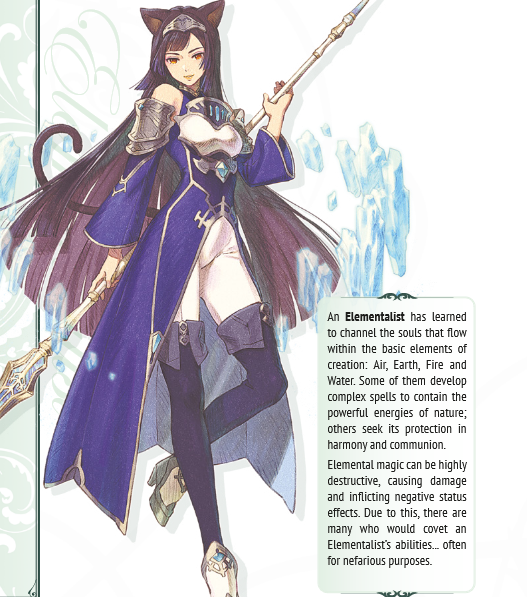 An Elementalist has learned
to channel the souls that flow
within the basic elements of
creation: Air, Earth, Fire and
Water. Some of them develop
complex spells to contain the
powerful energies of nature;
others seek its protection in
harmony and communion.
Elemental magic can be highly
destructive, causing damage
and inflicting negative status
effects. Due to this, there are
many who would covet an
Elementalist's abilities... often
for nefarious purposes.